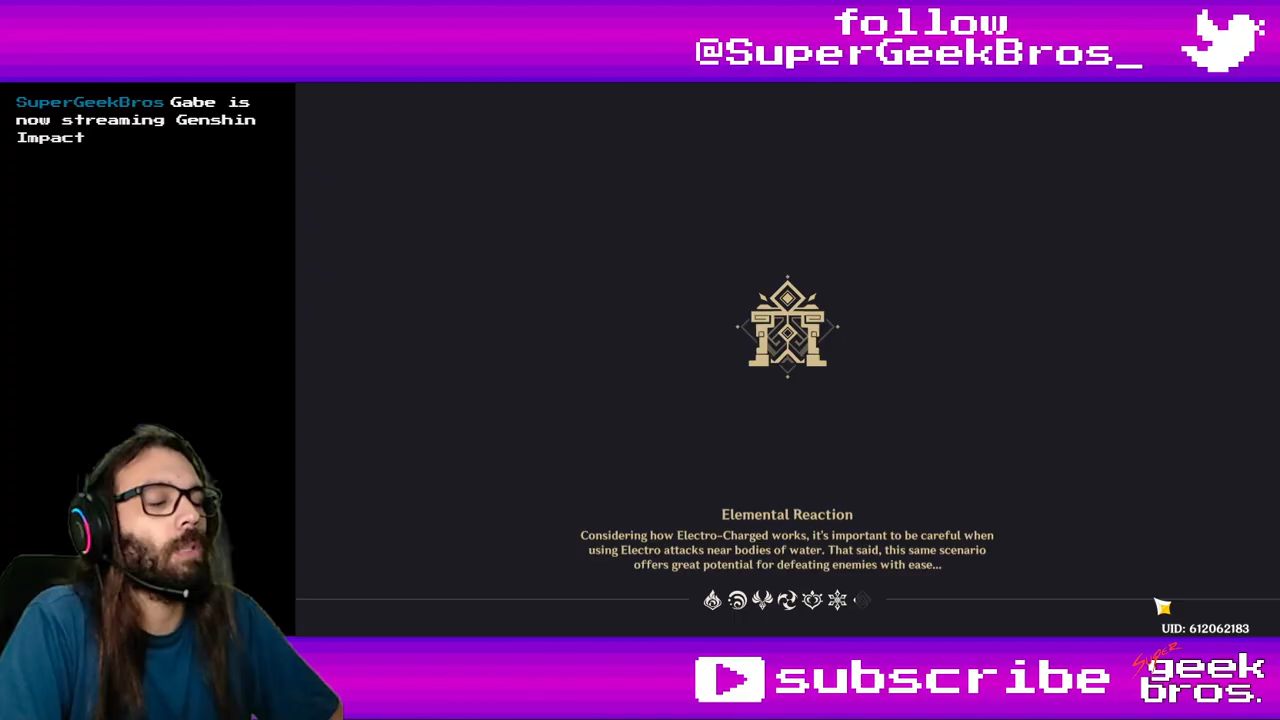 follow
@SuperGeekBros_
SuperGeekBros Gabe is
now streaming Genshin
Impact
Elemental Reaction
Considering how Electro-Charged works, it's important to be careful when
using Electro attacks near bodies of water. That said, this same scenario
offers great potential for defeating enemies with ease...
UID: 612062183
subscribe
super
geek
bros.